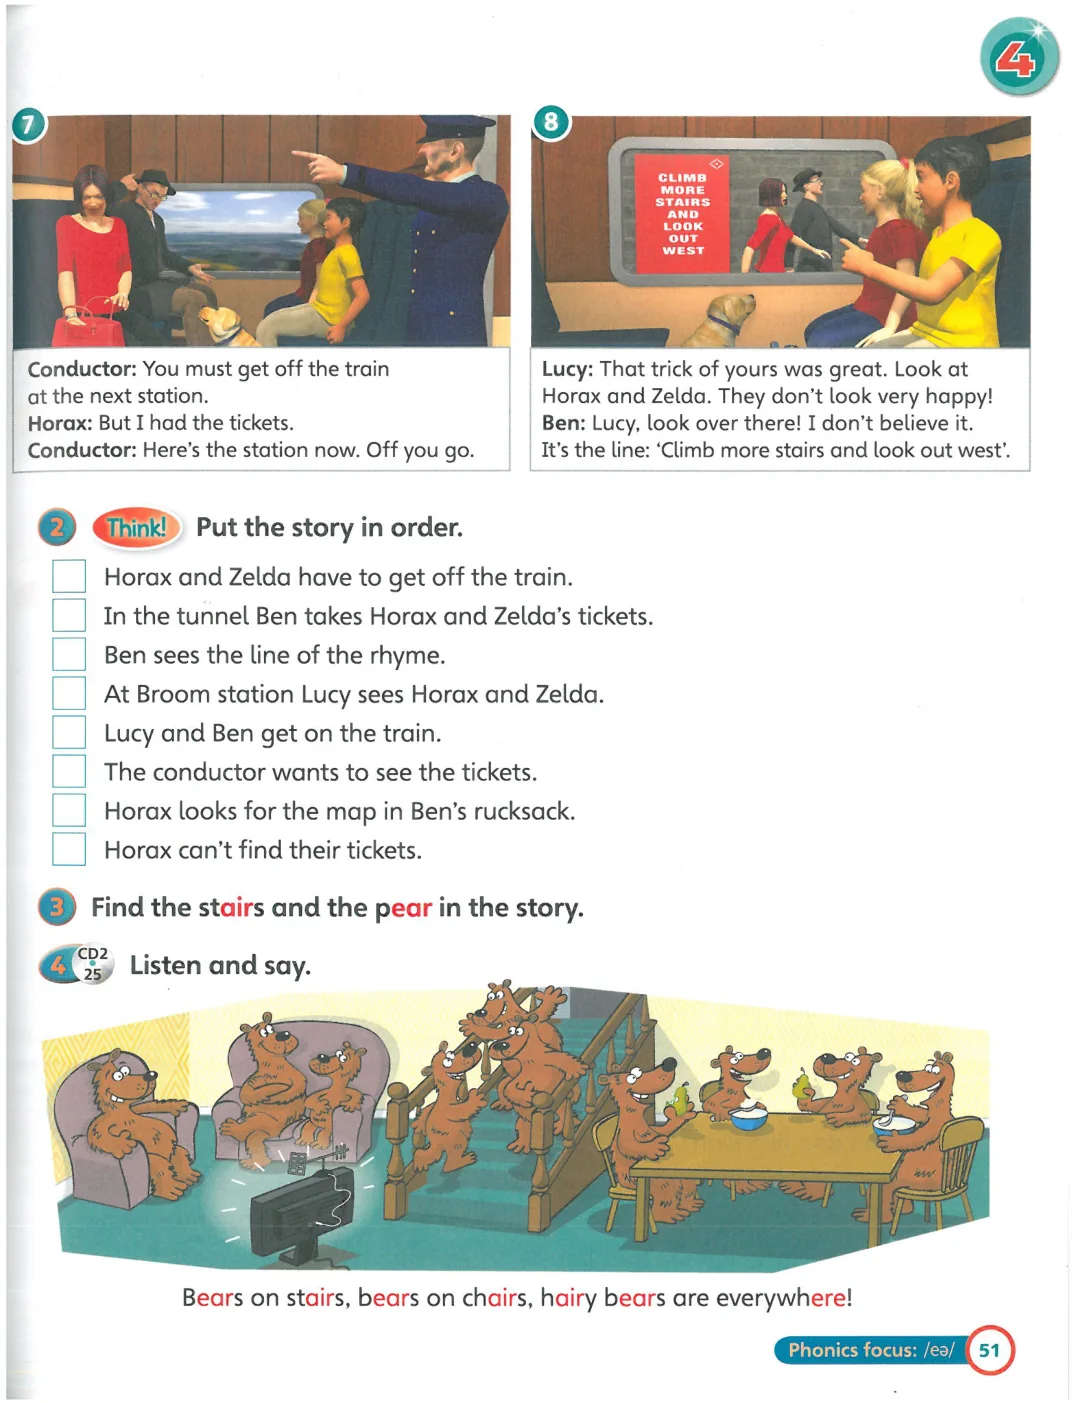 4
7
Conductor: You must get off the train
at the next station.
Horax: But I had the tickets.
Conductor: Here's the station now. Off you go.
8
CLIMB
MORE
STAIRS
AND
LOOK
OUT
WEST
Lucy: That trick of yours was great. Look at
Horax and Zelda. They don't look very happy!
Ben: Lucy, look over there! I don't believe it.
It's the line: 'Climb more stairs and look out west'.
2 Think! Put the story in order.
Horax and Zelda have to get off the train.
In the tunnel Ben takes Horax and Zelda's tickets.
Ben sees the line of the rhyme.
At Broom station Lucy sees Horax and Zelda.
Lucy and Ben get on the train.
The conductor wants to see the tickets.
Horax looks for the map in Ben's rucksack.
Horax can't find their tickets.
3 Find the stairs and the pear in the story.
4 CD2 25 Listen and say.
Bears on stairs, bears on chairs, hairy bears are everywhere!
Phonics focus: /eə/ 51